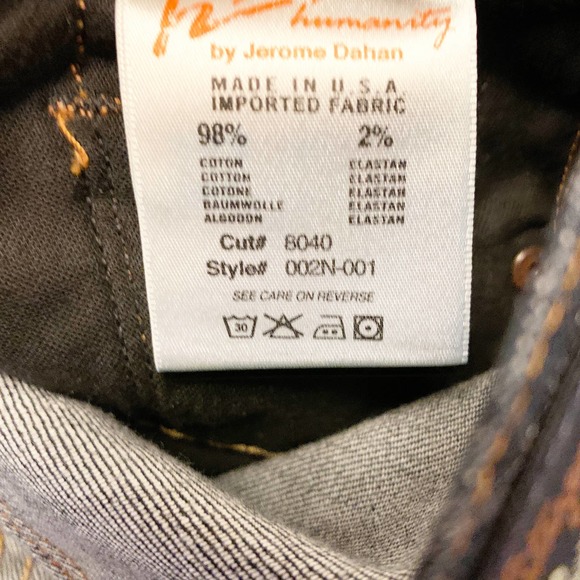 humanity
by Jerome Dahan
MADE IN U.S.A.
IMPORTED FABRIC
98% 2%
COTON ELASTAN
COTTON ELASTAN
COTONE ELASTAN
BAUMWOLLE ELASTAN
ALGODON ELASTAN
Cut# 8040
Style# 002N-001
SEE CARE ON REVERSE
30